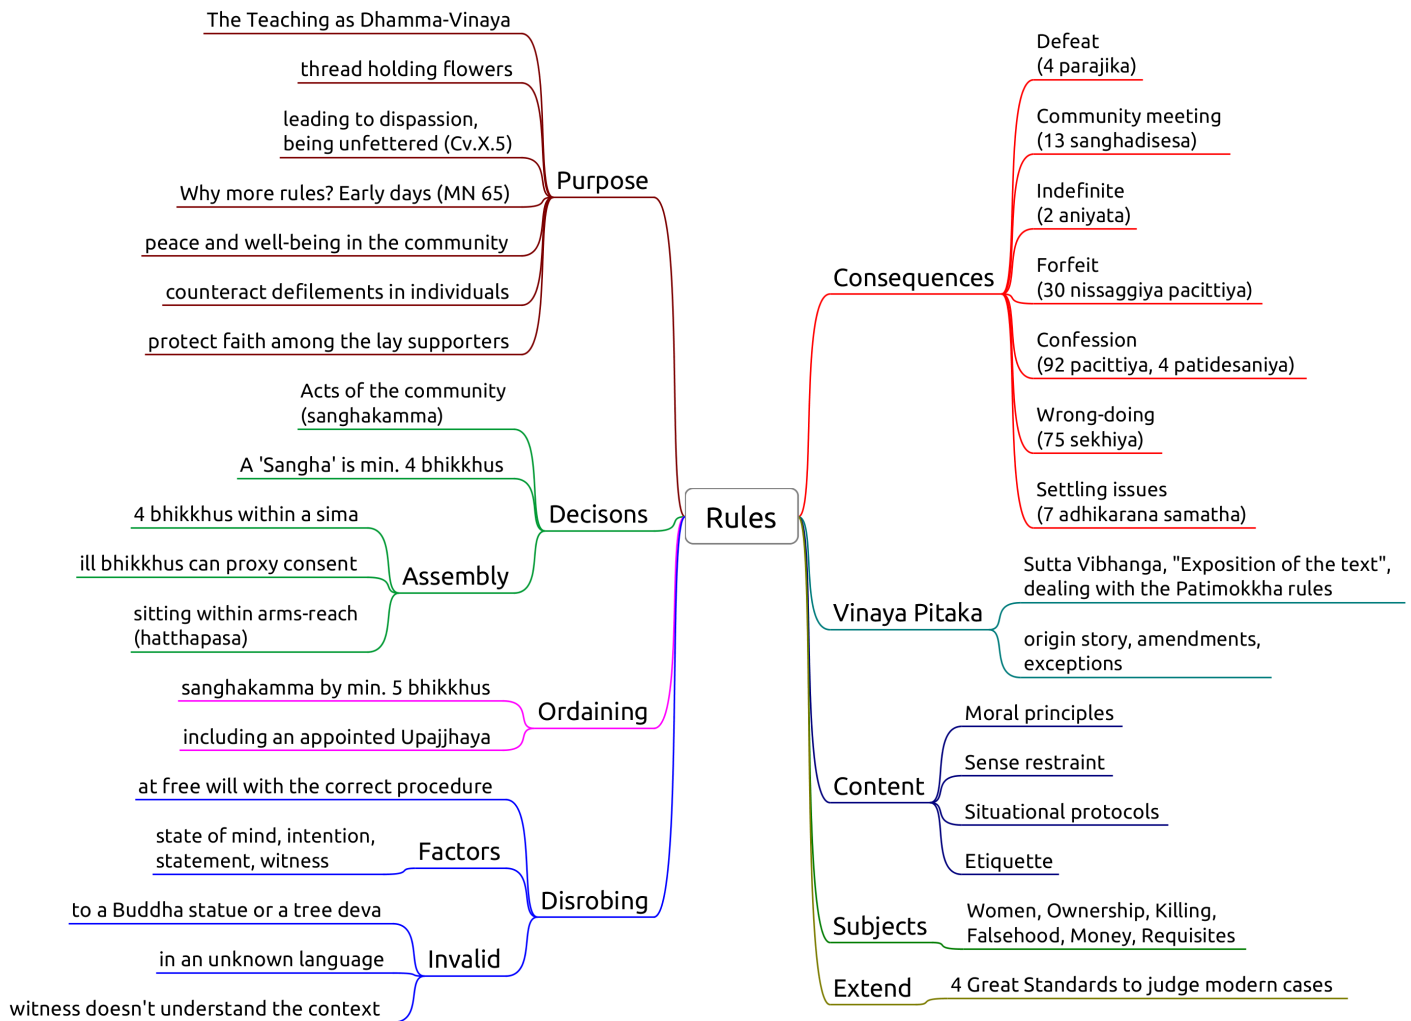 The Teaching as Dhamma-Vinaya
thread holding flowers
leading to dispassion,
being unfettered (Cv.X.5)
Why more rules? Early days (MN 65)
peace and well-being in the community
counteract defilements in individuals
protect faith among the lay supporters
Purpose
Acts of the community
(sanghakamma)
A 'Sangha' is min. 4 bhikkhus
Decisons
4 bhikkhus within a sima
ill bhikkhus can proxy consent
sitting within arms-reach
(hatthapasa)
Assembly
sanghakamma by min. 5 bhikkhus
including an appointed Upajjhaya
Ordaining
at free will with the correct procedure
state of mind, intention,
statement, witness
Factors
Disrobing
to a Buddha statue or a tree deva
in an unknown language
witness doesn't understand the context
Invalid
Rules
Consequences
Defeat
(4 parajika)
Community meeting
(13 sanghadisesa)
Indefinite
(2 aniyata)
Forfeit
(30 nissaggiya pacittiya)
Confession
(92 pacittiya, 4 patidesaniya)
Wrong-doing
(75 sekhiya)
Settling issues
(7 adhikarana samatha)
Vinaya Pitaka
Sutta Vibhanga, "Exposition of the text",
dealing with the Patimokkha rules
origin story, amendments,
exceptions
Content
Moral principles
Sense restraint
Situational protocols
Etiquette
Subjects
Women, Ownership, Killing,
Falsehood, Money, Requisites
Extend
4 Great Standards to judge modern cases